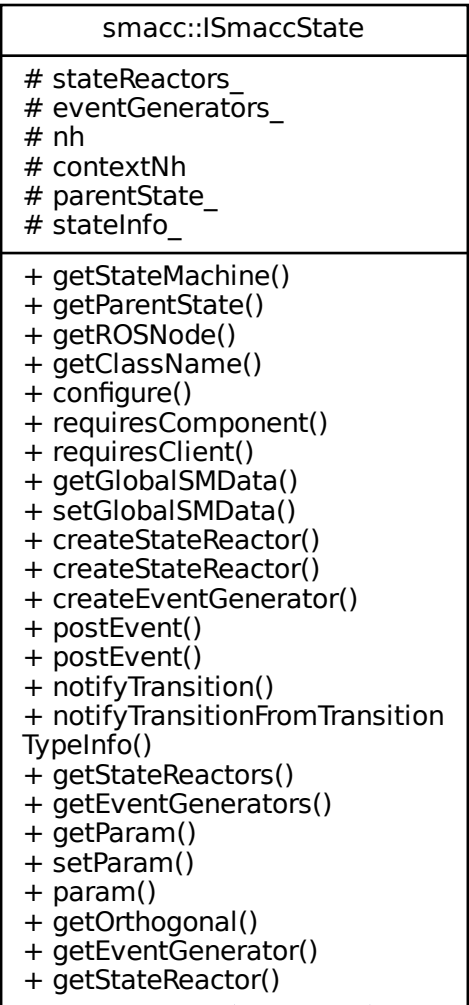 smacc::ISmaccState
# stateReactors_
# eventGenerators_
# nh
# contextNh
# parentState_
# stateInfo_
+ getStateMachine()
+ getParentState()
+ getROSNode()
+ getClassName()
+ configure()
+ requiresComponent()
+ requiresClient()
+ getGlobalSMData()
+ setGlobalSMData()
+ createStateReactor()
+ createStateReactor()
+ createEventGenerator()
+ postEvent()
+ postEvent()
+ notifyTransition()
+ notifyTransitionFromTransition
TypeInfo()
+ getStateReactors()
+ getEventGenerators()
+ getParam()
+ setParam()
+ param()
+ getOrthogonal()
+ getEventGenerator()
+ getStateReactor()